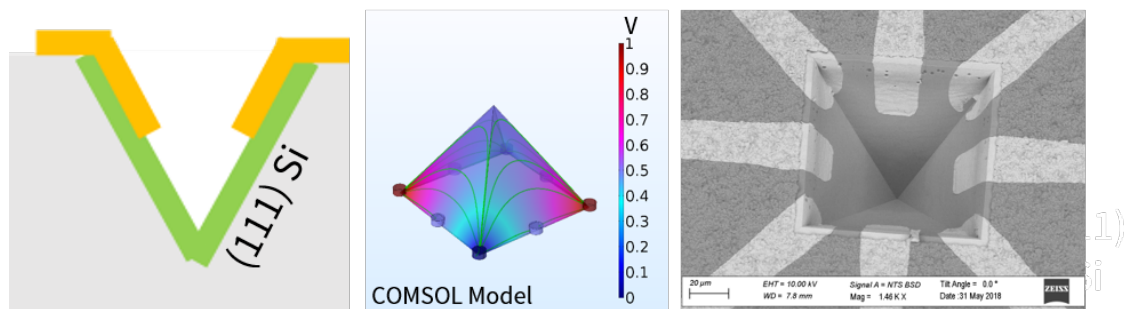 (111) Si
V
1
0.9
0.8
0.7
0.6
0.5
0.4
0.3
0.2
0.1
0
COMSOL Model
20 µm
EHT = 10.00 kV
WD = 7.8 mm
Signal A = NTS BSD
Mag = 1.46 K X
Tilt Angle = 0.0 °
Date :31 May 2018
ZEISS
11)
Si